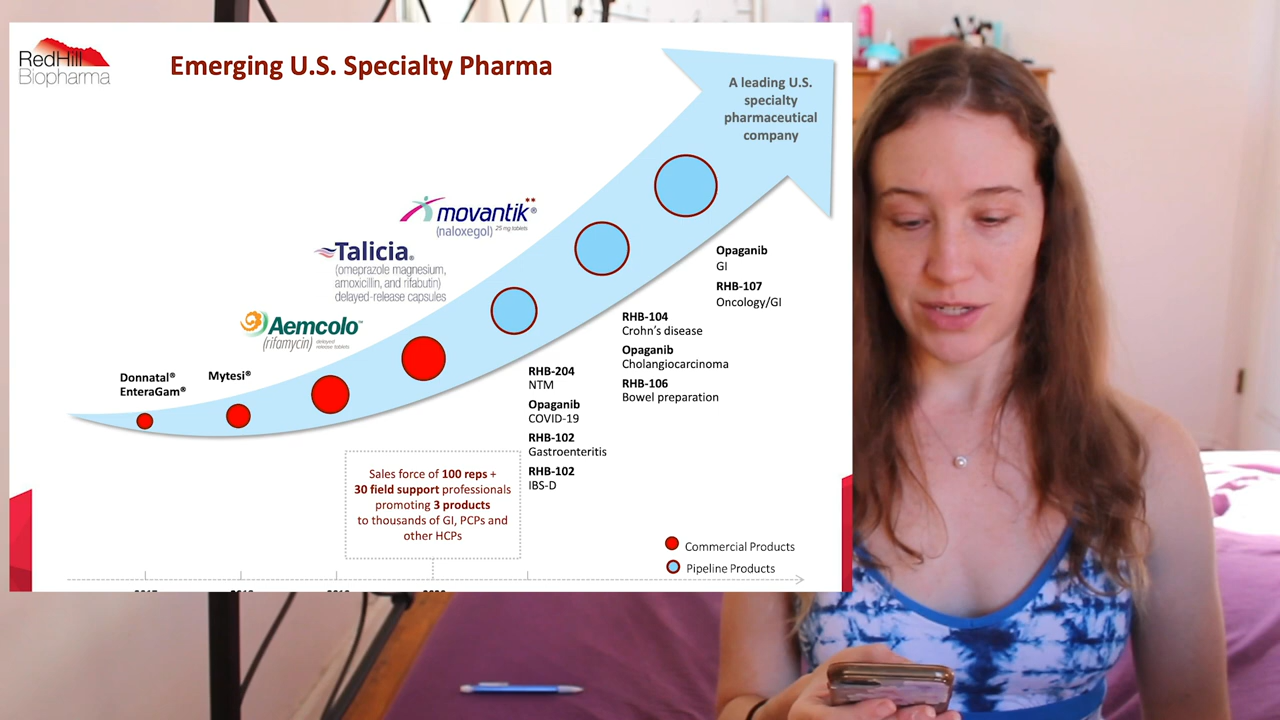 RedHill
Biopharma
Emerging U.S. Specialty Pharma
A leading U.S.
specialty
pharmaceutical
company
movantik®**
(naloxegol) 25 mg tablets
Talicia®
(omeprazole magnesium,
amoxicillin, and rifabutin)
delayed-release capsules
Aemcolo™
(rifamycin) delayed
release tablets
Donnatal®
EnteraGam®
Mytesi®
Opaganib
GI
RHB-107
Oncology/GI
RHB-104
Crohn's disease
Opaganib
Cholangiocarcinoma
RHB-106
Bowel preparation
RHB-204
NTM
Opaganib
COVID-19
RHB-102
Gastroenteritis
RHB-102
IBS-D
Sales force of 100 reps +
30 field support professionals
promoting 3 products
to thousands of GI, PCPs and
other HCPs
Commercial Products
Pipeline Products